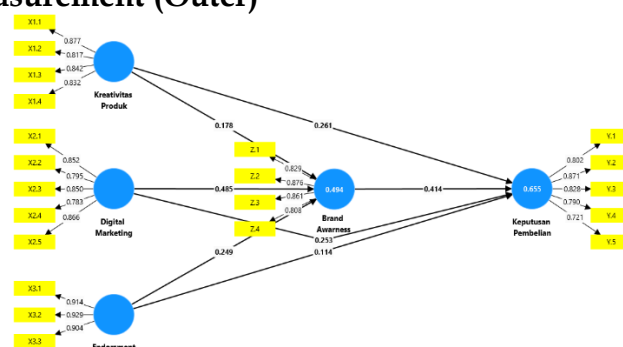 (Outer)
X1.1
0.877
X1.2
0.817
X1.3
0.842
X1.4
0.832
Kreativitas
Produk
0.178
0.261
X2.1
0.852
X2.2
0.795
X2.3
0.850
X2.4
0.783
X2.5
0.866
Digital
Marketing
0.485
0.253
Z.1
0.829
Z.2
0.876
Z.3
0.861
Z.4
0.808
0.494
Brand
Awarness
0.414
0.655
Keputusan
Pembelian
Y.1
0.802
Y.2
0.871
Y.3
0.828
Y.4
0.790
Y.5
0.721
0.249
0.114
X3.1
0.914
X3.2
0.929
X3.3
0.904